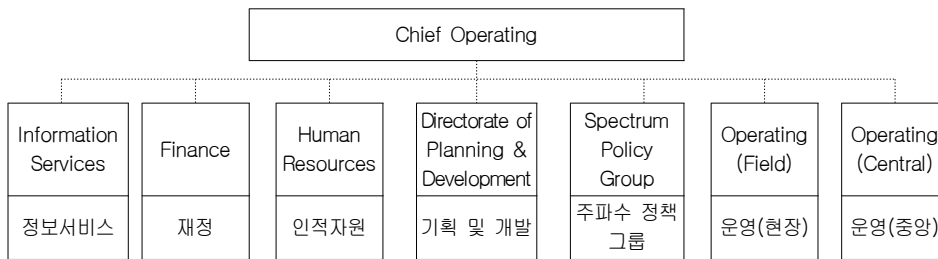 Chief Operating
Information
Services
정보서비스
Finance
재정
Human
Resources
인적자원
Directorate of
Planning &
Development
기획 및 개발
Spectrum
Policy
Group
주파수 정책
그룹
Operating
(Field)
운영(현장)
Operating
(Central)
운영(중앙)